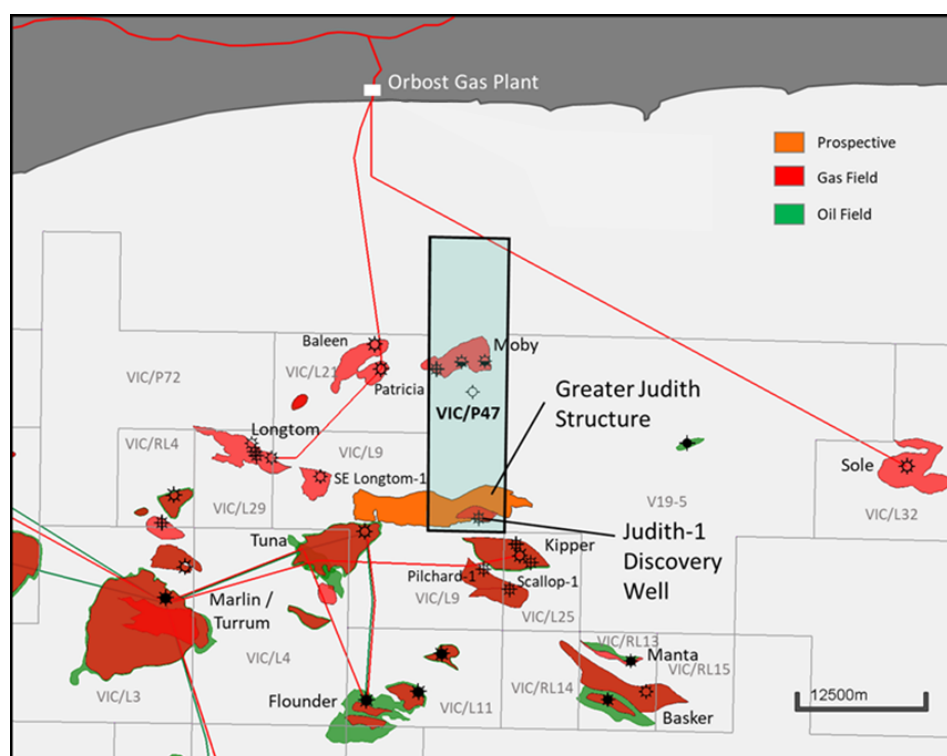 Orbost Gas Plant
Prospective
Gas Field
Oil Field
Baleen
Moby
VIC/P72
VIC/L21
Patricia
VIC/P47
Greater Judith
Structure
Longtom
VIC/RL4
VIC/L9
SE Longtom-1
Sole
V19-5
VIC/L29
VIC/L32
Tuna
Kipper
Judith-1
Discovery
Well
Pilchard-1
Scallop-1
Marlin /
Turrum
VIC/L9
VIC/L25
VIC/RL13
VIC/L4
Manta
VIC/RL15
VIC/L3
Flounder
VIC/L11
VIC/RL14
Basker
12500m